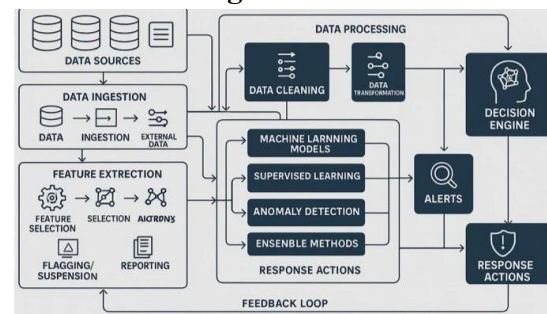 DATA PROCESSING
DATA SOURCES
DATA CLEANING
DATA
TRANSFORMATION
DECISION
ENGINE
DATA INGESTION
DATA
INGESTION
EXTERNAL
DATA
MACHINE LARNNING
MODELS
SUPERVISED LEARNING
ANOMALY DETECTION
ENSEMBLE METHODS
RESPONSE ACTIONS
ALERTS
FEATURE EXTRECTION
FEATURE
SELECTION
SELECTION
FLAGGING/
SUSPENSION
REPORTING
RESPONSE
ACTIONS
FEEDBACK LOOP